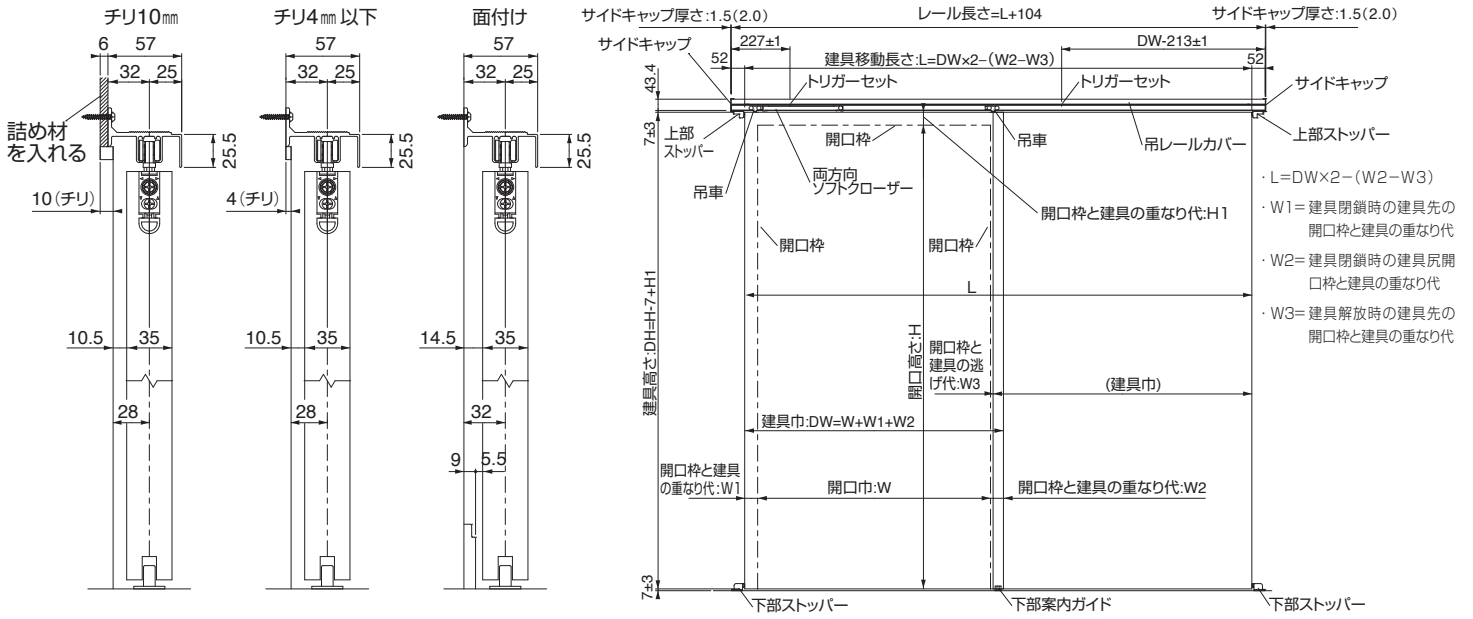 チリ10㎜
6
57
32
25
25.5
詰め材
を入れる
10(チリ)
10.5
35
28
チリ4㎜以下
57
32
25
25.5
4(チリ)
10.5
35
28
面付け
57
32
25
25.5
14.5
35
32
9
5.5
サイドキャップ厚さ:1.5(2.0)
レール長さ=L+104
サイドキャップ厚さ:1.5(2.0)
サイドキャップ
227±1
DW-213±1
52
建具移動長さ:L=DW×2−(W2−W3)
52
43.4
トリガーセット
トリガーセット
サイドキャップ
7±3
上部
ストッパー
開口枠
吊車
吊レールカバー
上部ストッパー
吊車
両方向
ソフトクローザー
開口枠と建具の重なり代:H1
開口枠
開口枠
L
建具高さ:DH=H-7+H1
開口高さ:H
開口枠と
建具の逃
げ代:W3
(建具巾)
建具巾:DW=W+W1+W2
開口枠と建具
の重なり代:W1
開口巾:W
開口枠と建具の重なり代:W2
7±3
下部ストッパー
下部案内ガイド
下部ストッパー
・L=DW×2−(W2−W3)
・W1=建具閉鎖時の建具先の
開口枠と建具の重なり代
・W2=建具閉鎖時の建具尻開
口枠と建具の重なり代
・W3=建具解放時の建具先の
開口枠と建具の重なり代